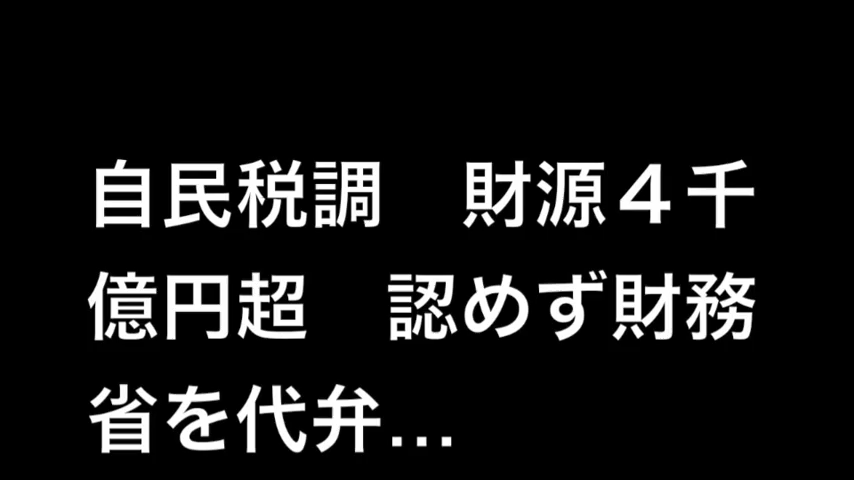 自民税調　財源４千
億円超　認めず財務
省を代弁…